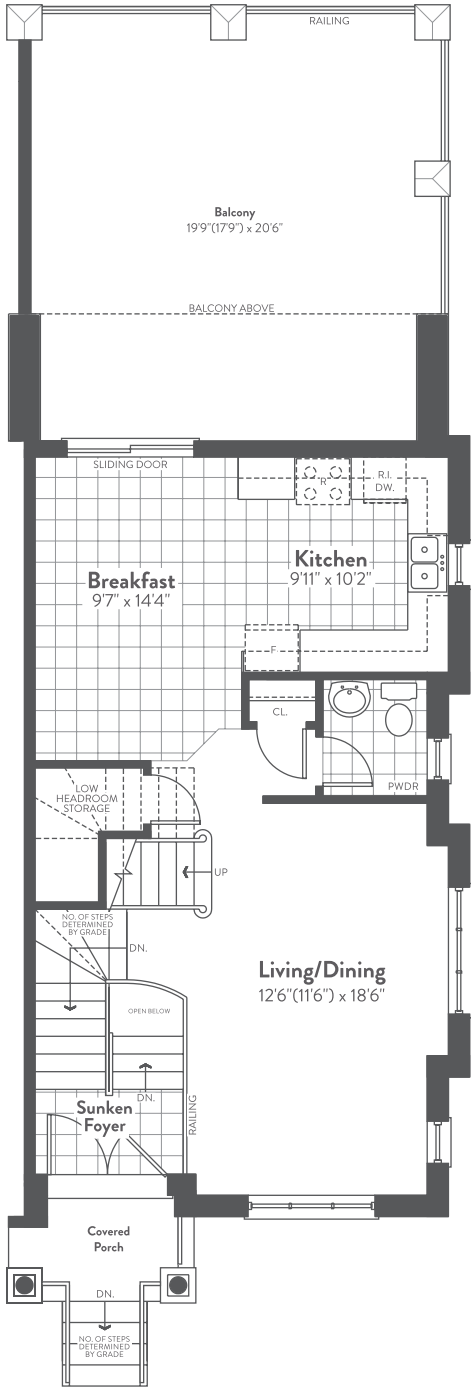 RAILING
Balcony
19'9"(17'9") x 20'6"
BALCONY ABOVE
SLIDING DOOR
R
R.I.
DW.
Kitchen
9'11" x 10'2"
Breakfast
9'7" x 14'4"
F
CL.
PWDR
LOW
HEADROOM
STORAGE
UP
NO. OF STEPS
DETERMINED
BY GRADE
DN.
Living/Dining
12'6"(11'6") x 18'6"
OPEN BELOW
DN.
RAILING
Sunken
Foyer
Covered
Porch
DN.
NO. OF STEPS
DETERMINED
BY GRADE